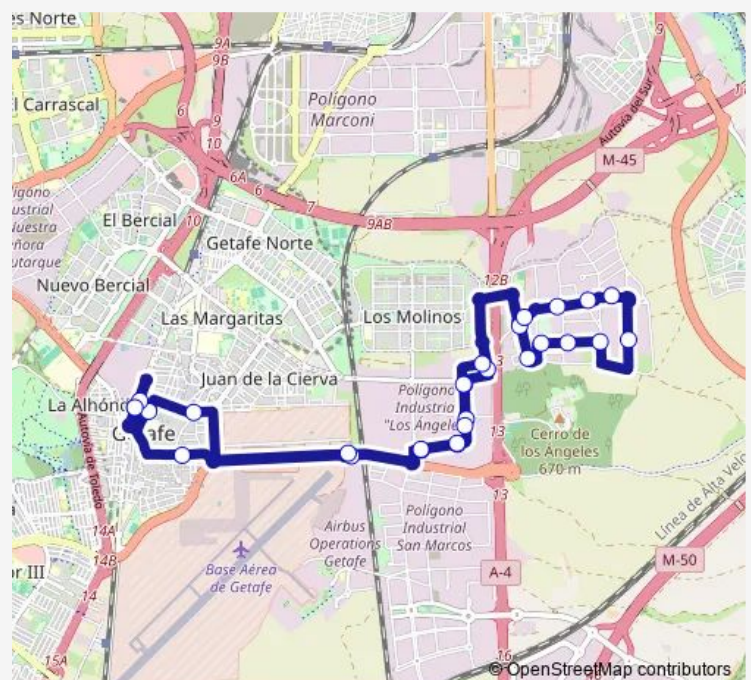 es Norte
9A
9B
9
l Carrascal
6
9
10
Polígono
Marconi
Autovía del Sur
M-45
6A
6
7
9AB
El Bercial
10
Getafe Norte
12B
Nuevo Bercial
Las Margaritas
Los Molinos
Juan de la Cierva
La Alhónd
Polígono
Industria
"Los Ángele
13
Cerro de
los Ángeles
670 m
Autovía de Toledo
13
Línea de Alta Velo
14A
14B
or III
14
15A
Base Aérea
de Getafe
Airbus
Operations
Getafe
Polígono
Industrial
San Marcos
A-4
M-50
16
© OpenStreetMap contributors